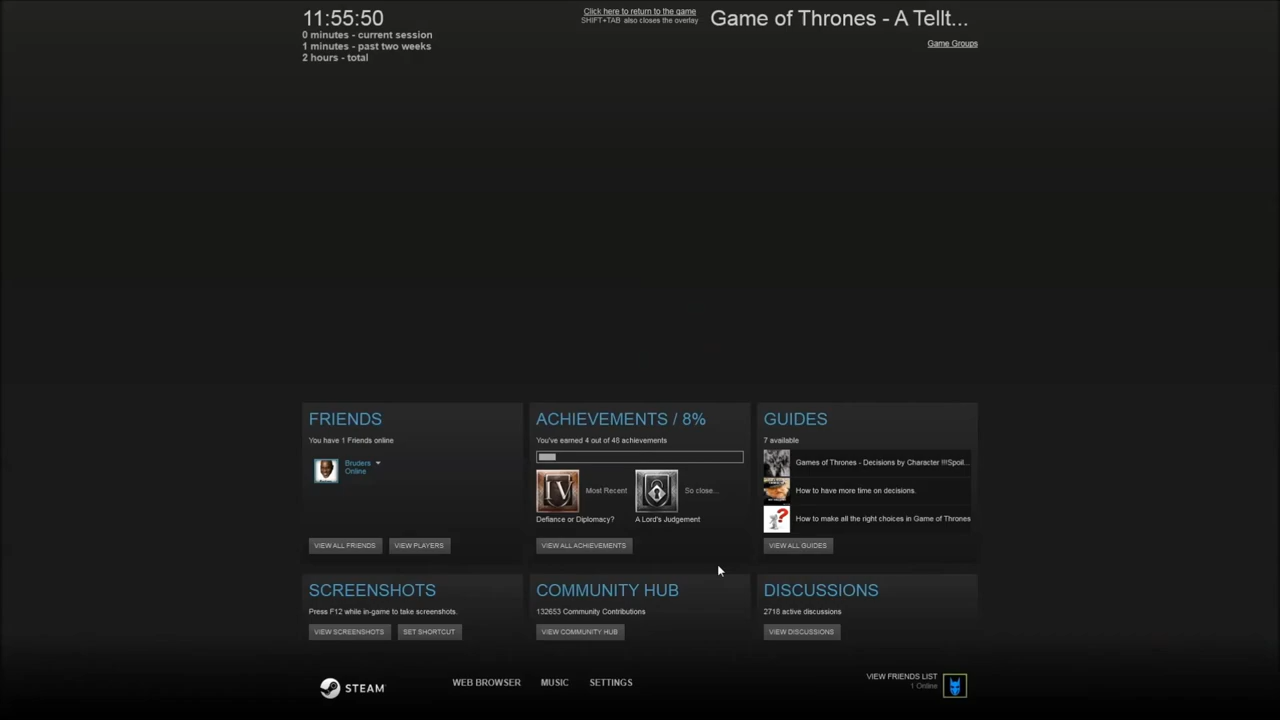 11:55:50
0 minutes - current session
1 minutes - past two weeks
2 hours - total
Click here to return to the game
SHIFT+TAB also closes the overlay
Game of Thrones - A Tellt...
Game Groups
FRIENDS
You have 1 Friends online
Bruders
Online
VIEW ALL FRIENDS
VIEW PLAYERS
ACHIEVEMENTS / 8%
You've earned 4 out of 48 achievements
IV
Most Recent
So close...
Defiance or Diplomacy?
A Lord's Judgement
VIEW ALL ACHIEVEMENTS
GUIDES
7 available
Games of Thrones - Decisions by Character !!!Spoil...
How to have more time on decisions.
How to make all the right choices in Game of Thrones
VIEW ALL GUIDES
SCREENSHOTS
Press F12 while in-game to take screenshots.
VIEW SCREENSHOTS
SET SHORTCUT
COMMUNITY HUB
132653 Community Contributions
VIEW COMMUNITY HUB
DISCUSSIONS
2718 active discussions
VIEW DISCUSSIONS
STEAM
WEB BROWSER
MUSIC
SETTINGS
VIEW FRIENDS LIST
1 Online